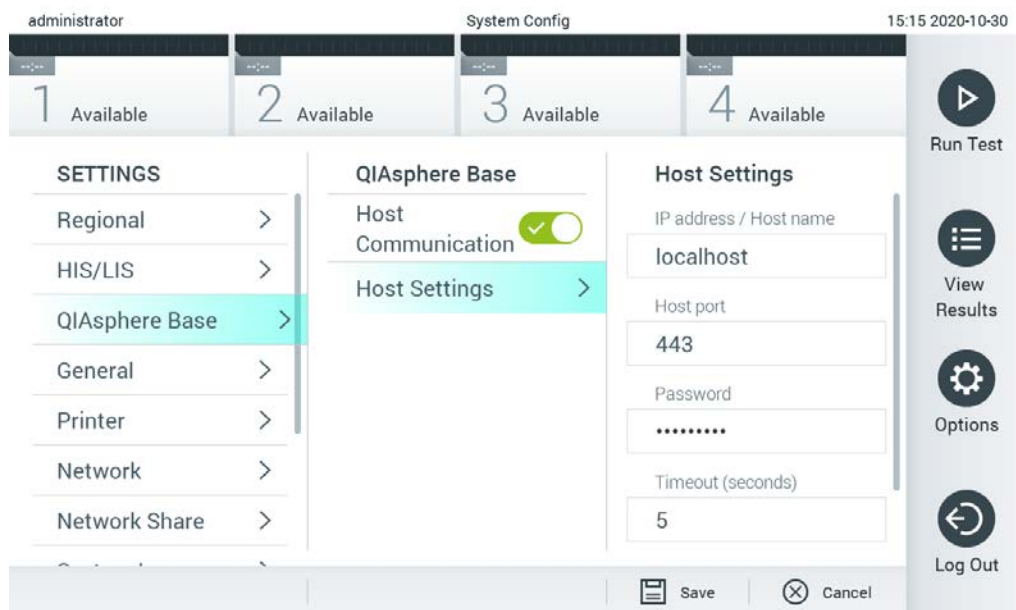 administrator
System Config
15:15 2020-10-30
--:--
--:--
--:--
--:--
1 Available
2 Available
3 Available
4 Available
Run Test
View
Results
Options
Log Out
SETTINGS
Regional
HIS/LIS
QIAsphere Base
General
Printer
Network
Network Share
QIAsphere Base
Host
Communication
Host Settings
Host Settings
IP address / Host name
localhost
Host port
443
Password
•••••••••
Timeout (seconds)
5
Save
Cancel